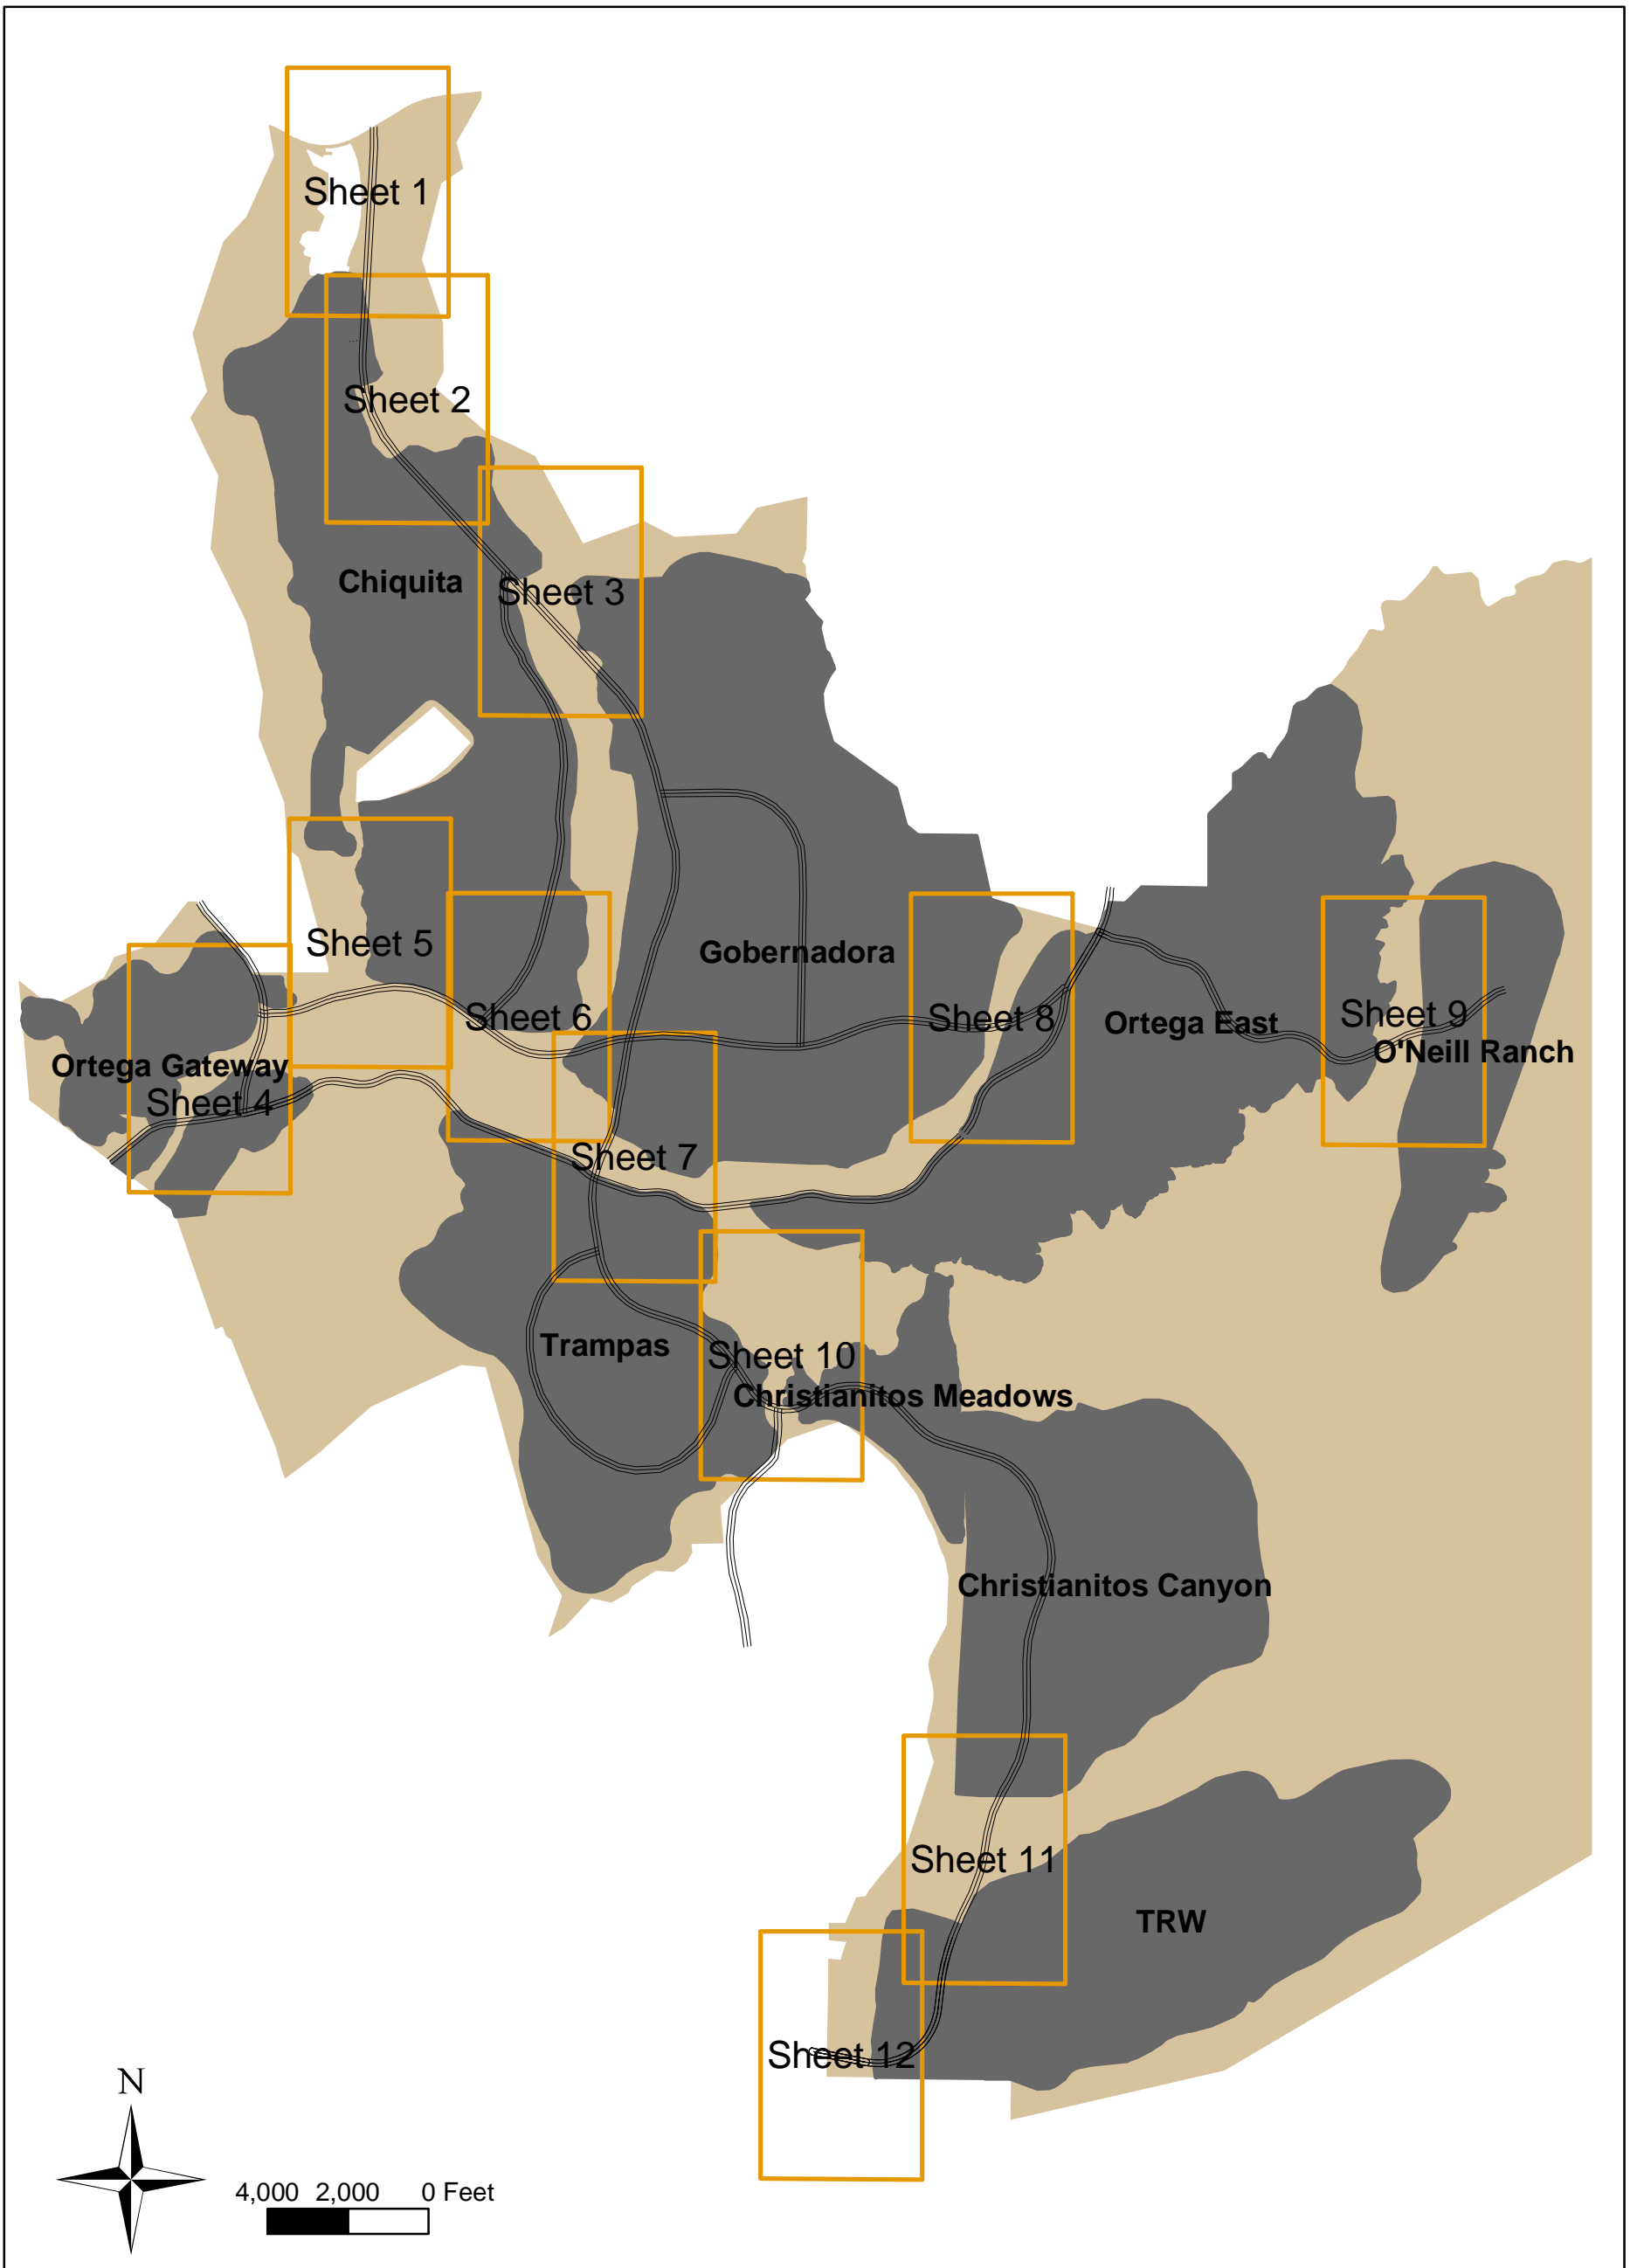 Sheet 1
Sheet 2
Chiquita
Sheet 3
Sheet 5
Gobernadora
Sheet 6
Sheet 8
Sheet 9
Ortega East
O'Neill Ranch
Ortega Gateway
Sheet 4
Sheet 7
Trampas
Sheet 10
Christianitos Meadows
Christianitos Canyon
Sheet 11
TRW
Sheet 12
N
4,000 2,000 0 Feet